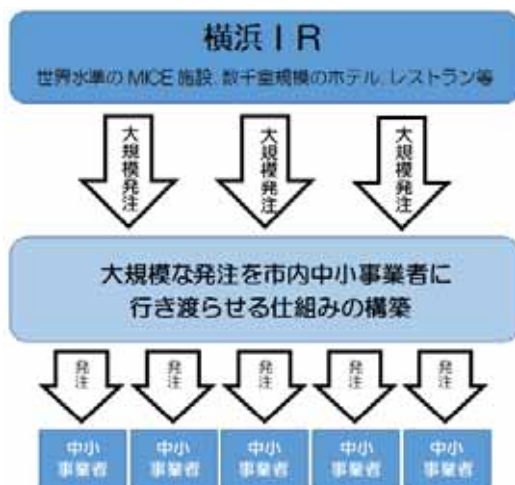 横浜IR
世界水準のMICE施設、数千室規模のホテル、レストラン等
大規模発注
大規模発注
大規模発注
大規模な発注を市内中小事業者に
行き渡らせる仕組みの構築
発注
発注
発注
発注
発注
中小
事業者
中小
事業者
中小
事業者
中小
事業者
中小
事業者